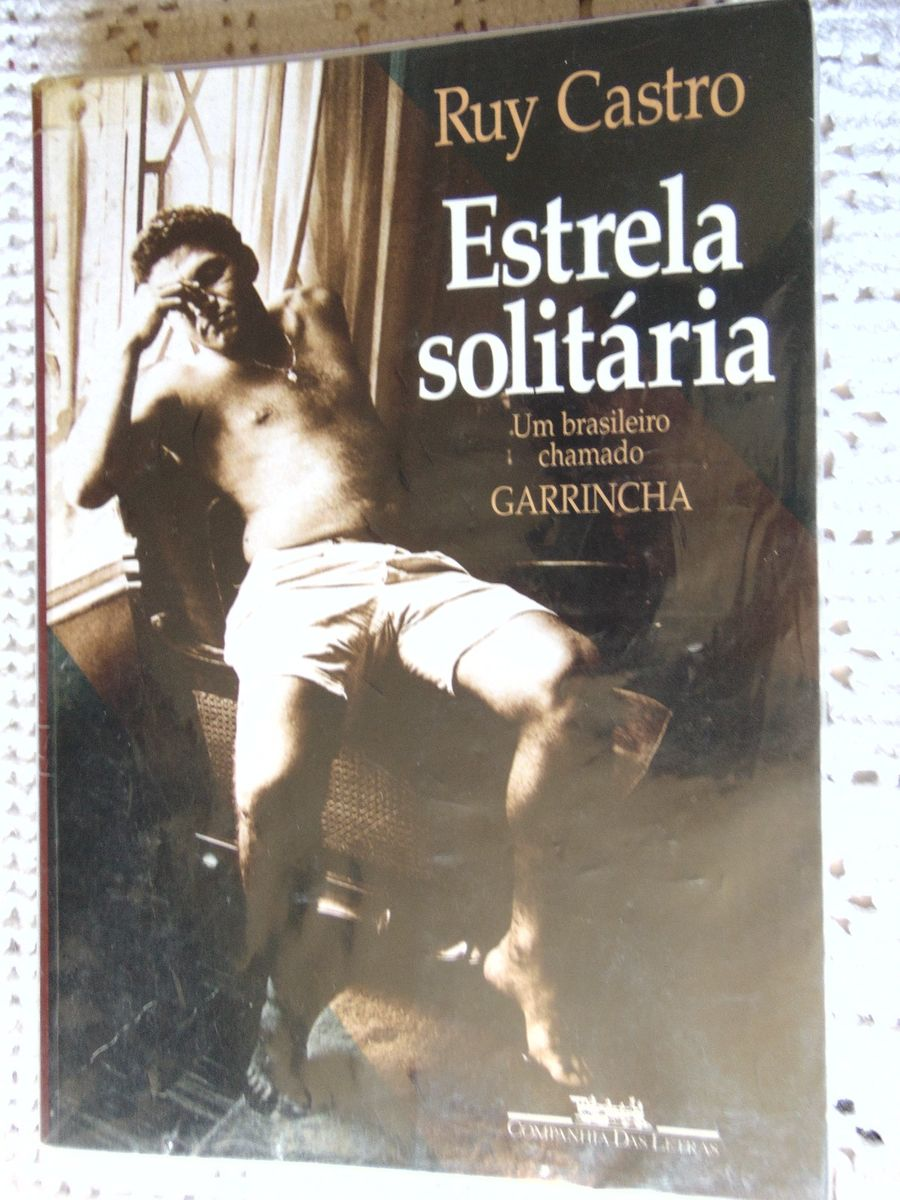 Ruy Castro
Estrela
solitária
Um brasileiro
chamado
GARRINCHA
COMPANHIA DAS LETRAS